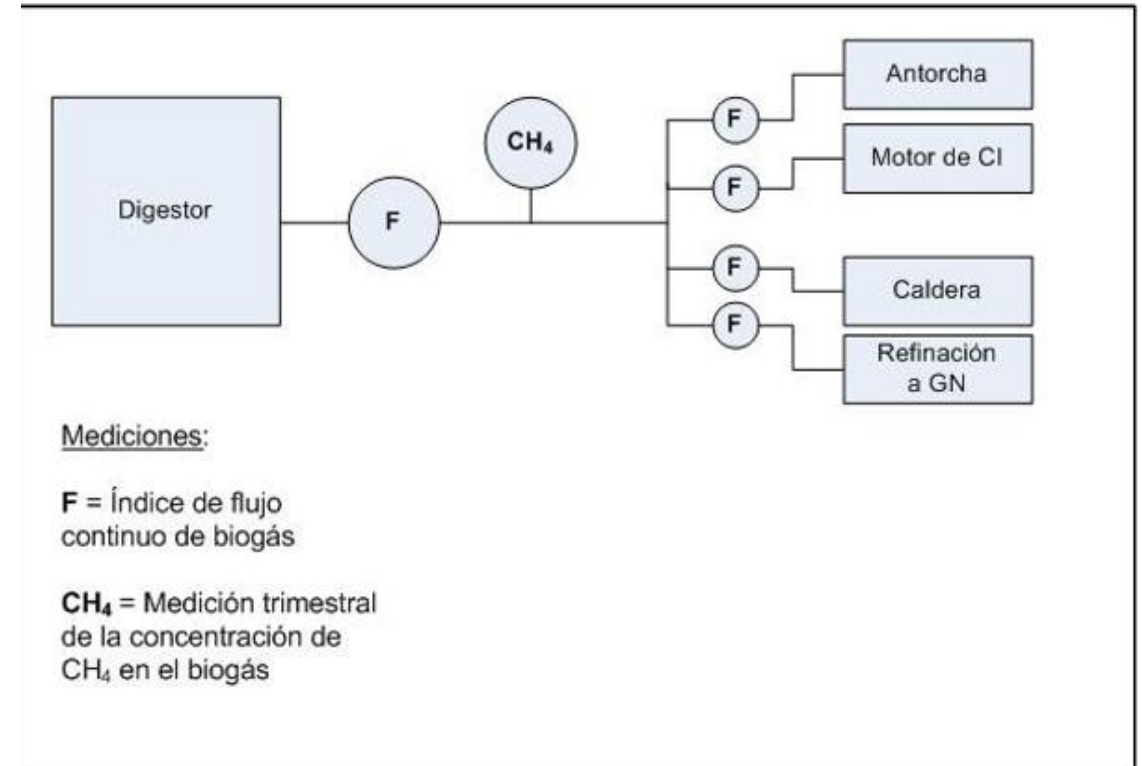 Digestor
F
CH₄
F
F
F
F
Antorcha
Motor de CI
Caldera
Refinación
a GN
Mediciones:
F = Índice de flujo
continuo de biogás
CH₄ = Medición trimestral
de la concentración de
CH₄ en el biogás